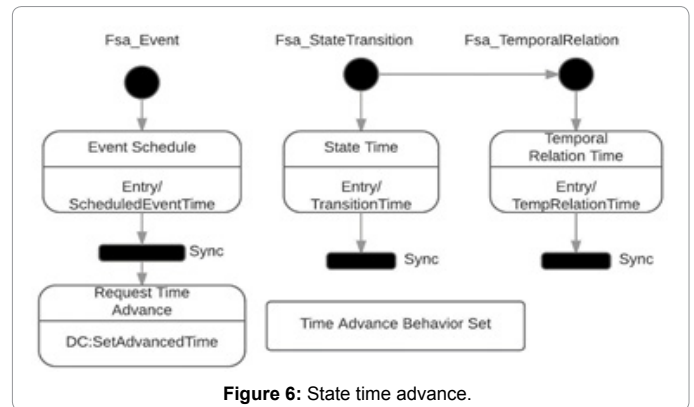 Fsa_Event
Fsa_StateTransition
Fsa_TemporalRelation
Event Schedule
Entry/
ScheduledEventTime
State Time
Entry/
TransitionTime
Temporal
Relation Time
Entry/
TempRelationTime
Sync
Sync
Sync
Request Time
Advance
DC:SetAdvancedTime
Time Advance Behavior Set
Figure 6: State time advance.